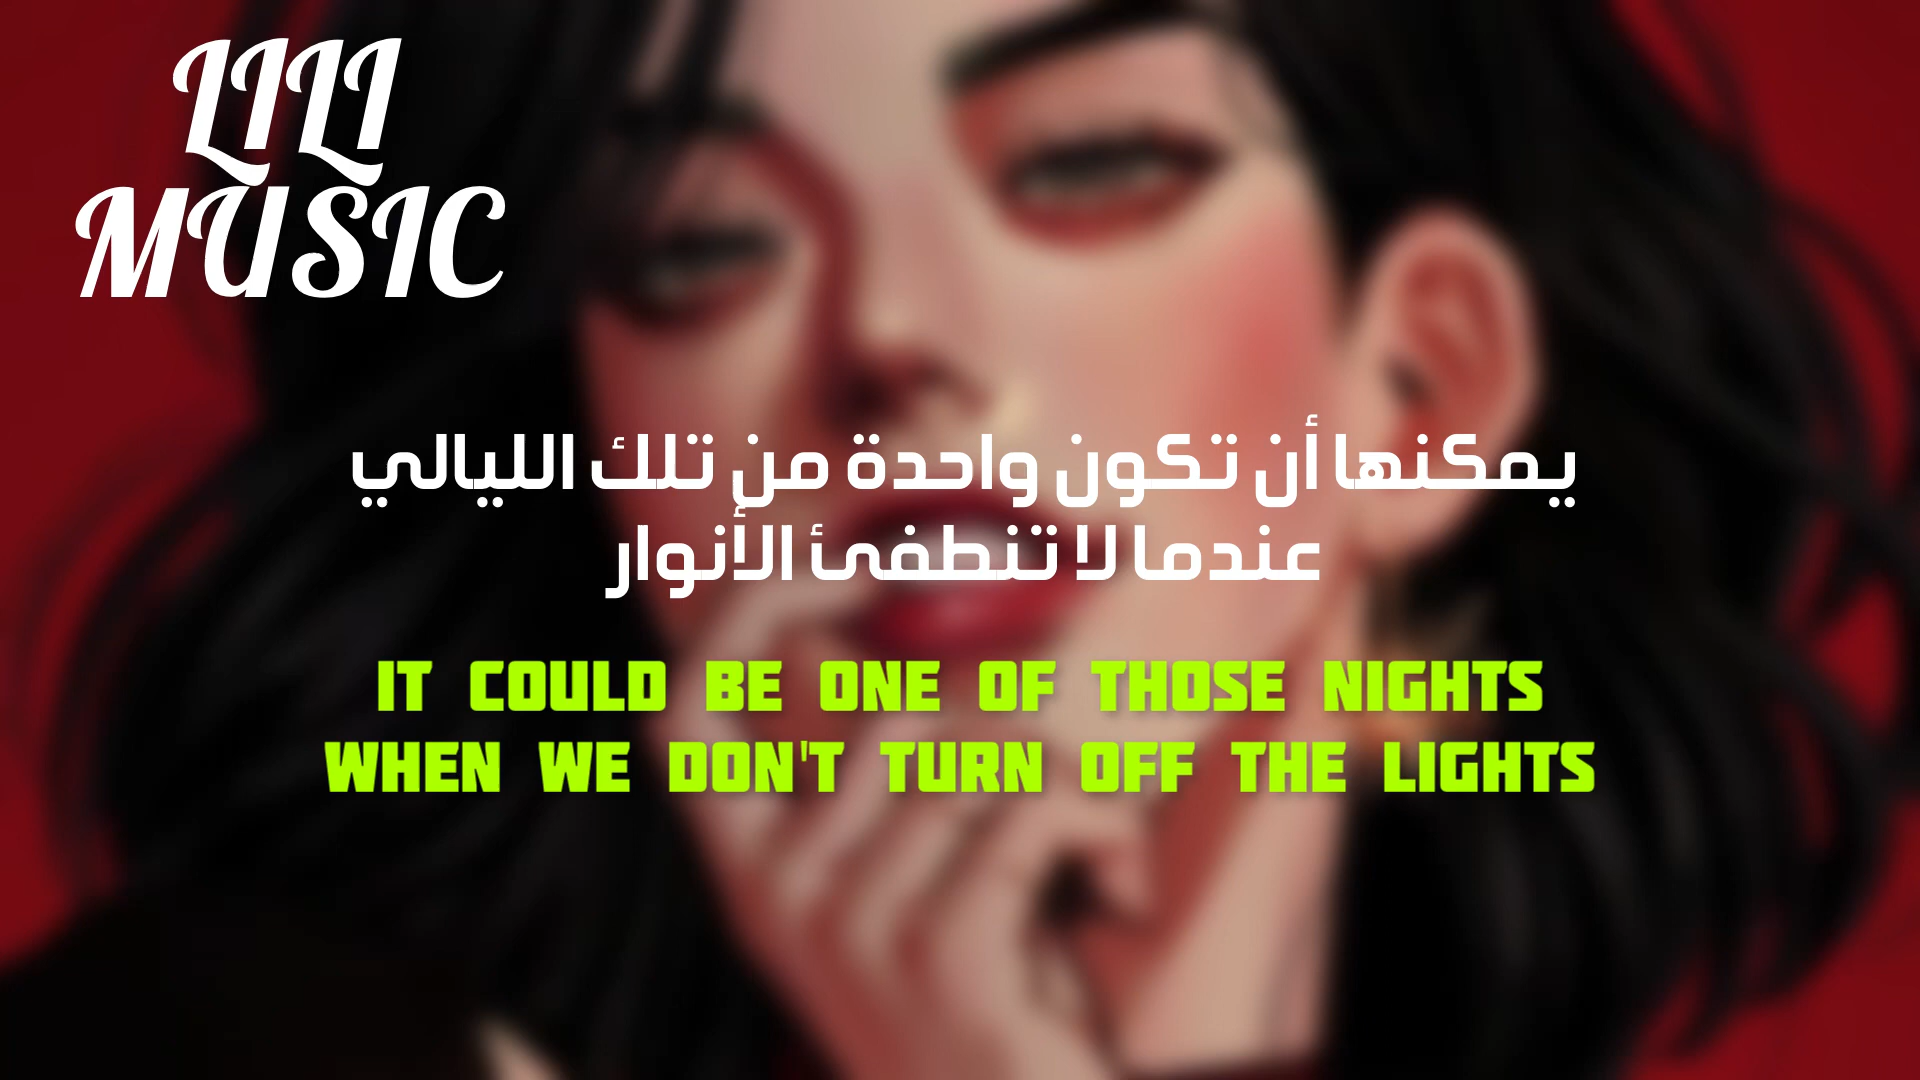 LILI
MUSIC
يمكنها أن تكون واحدة من تلك الليالي
عندما لا تنطفئ الأنوار
IT COULD BE ONE OF THOSE NIGHTS
WHEN WE DON'T TURN OFF THE LIGHTS